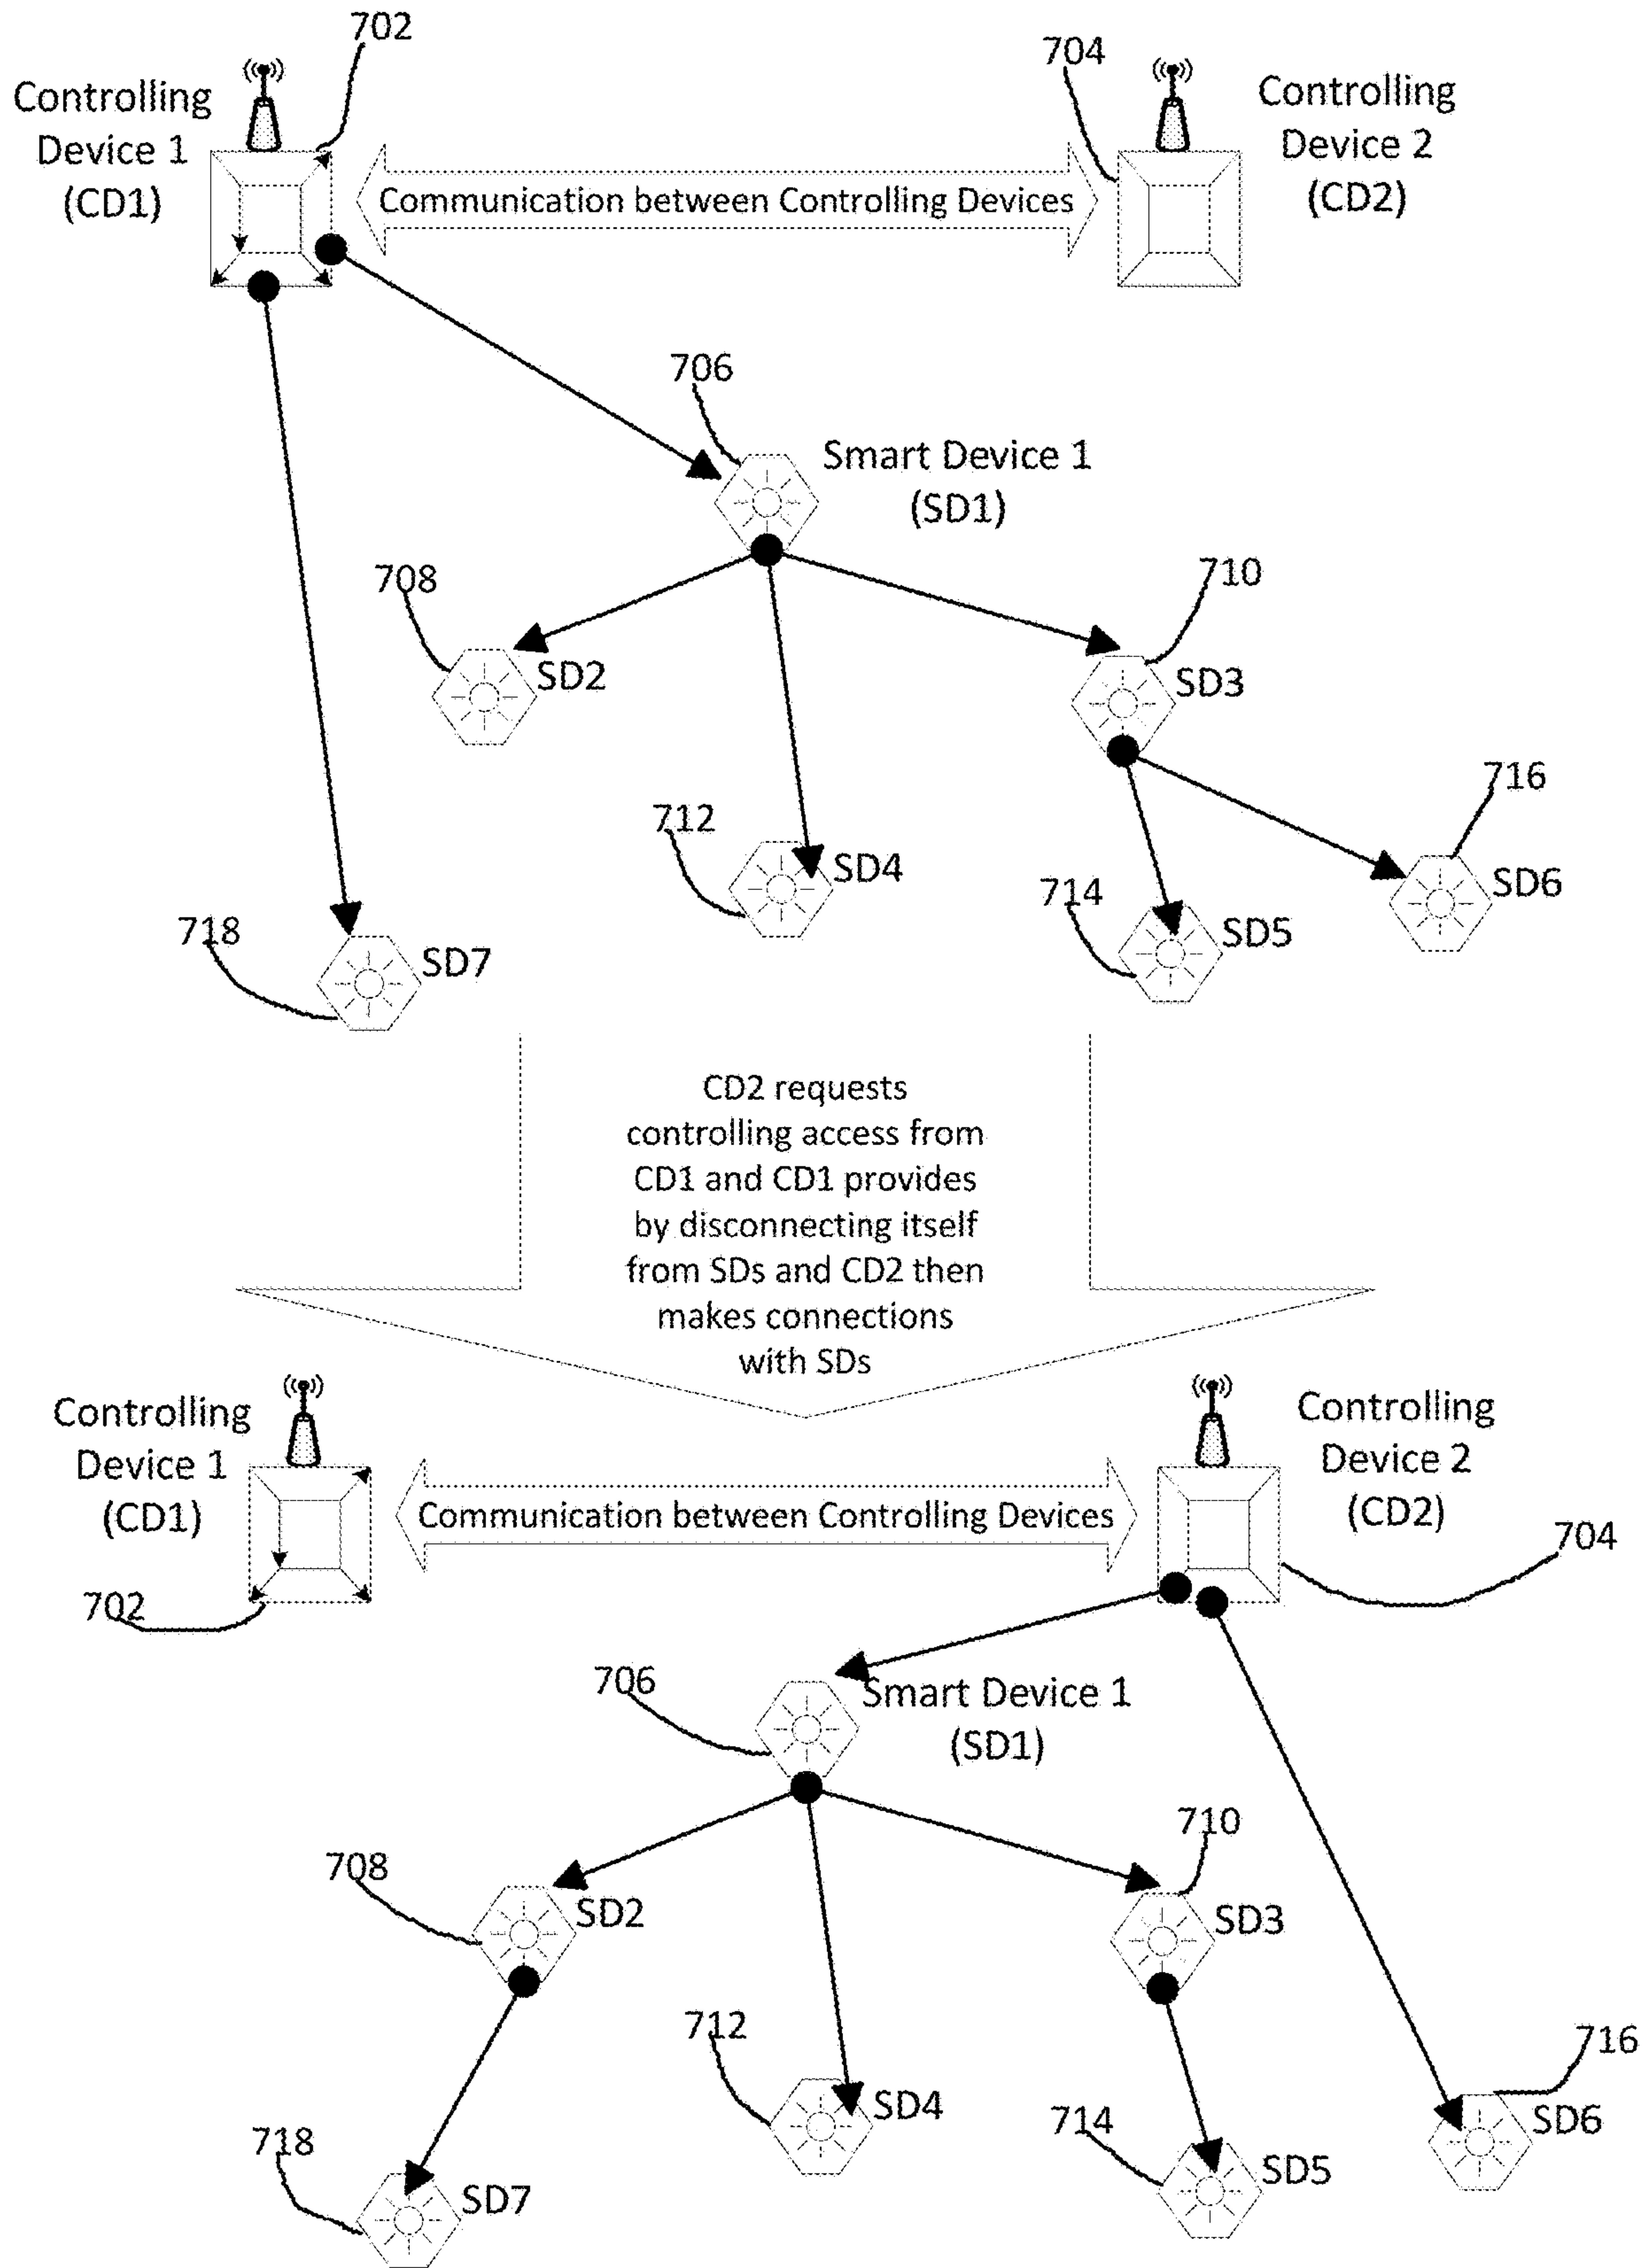 702
704
Controlling
Device 1
(CD1)
Controlling
Device 2
(CD2)
Communication between Controlling Devices
706
Smart Device 1
(SD1)
708
710
SD2
SD3
716
712
SD4
SD6
714
718
SD5
SD7
CD2 requests
controlling access from
CD1 and CD1 provides
by disconnecting itself
from SDs and CD2 then
makes connections
with SDs
Controlling
Device 1
(CD1)
Controlling
Device 2
(CD2)
Communication between Controlling Devices
704
702
706
Smart Device 1
(SD1)
710
708
SD2
SD3
712
716
SD4
SD6
714
718
SD5
SD7